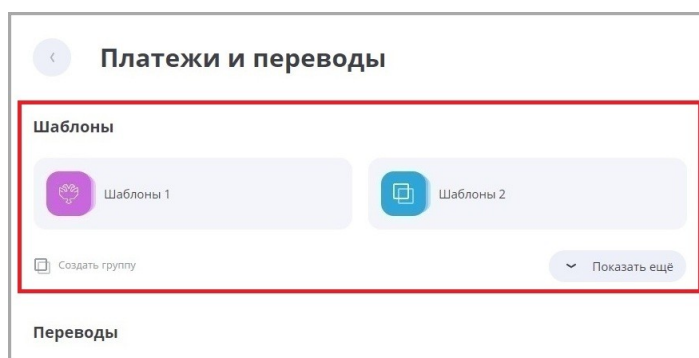 Платежи и переводы
Шаблоны
Шаблоны 1
Шаблоны 2
Создать группу
Показать ещё
Переводы